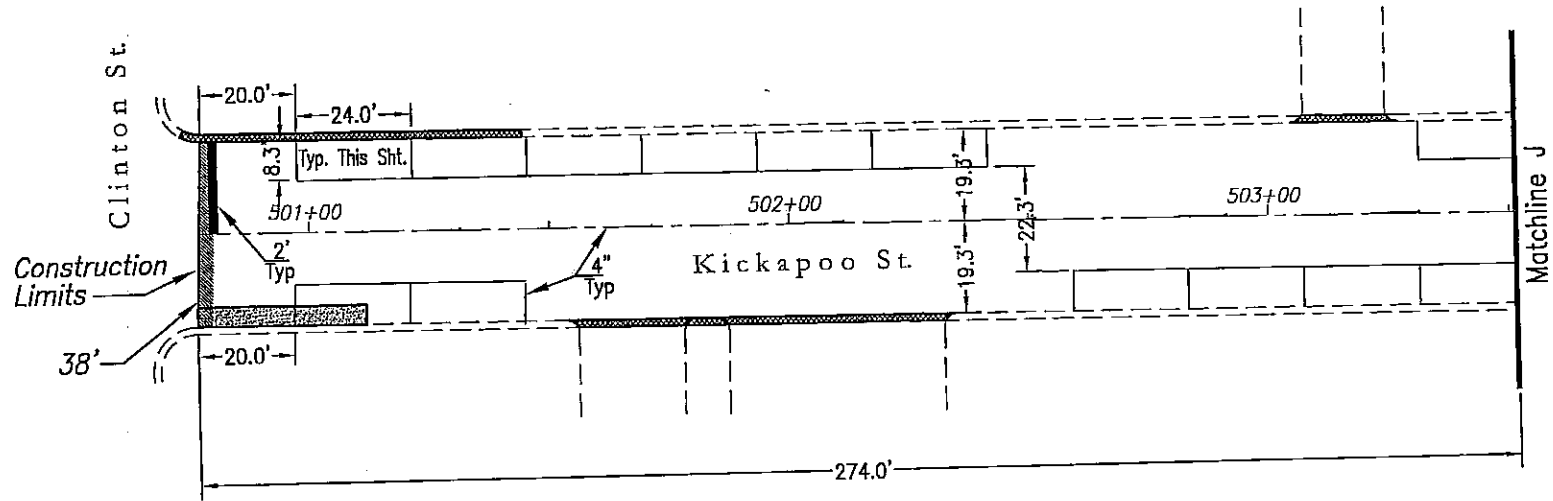 Clinton St.
20.0'
24.0'
8.3'
Typ. This Sht.
19.3'
22.3'
501+00
502+00
503+00
Matchline J
2'
Typ
4"
Typ
Kickapoo St.
19.3'
Construction
Limits
38'
20.0'
274.0'